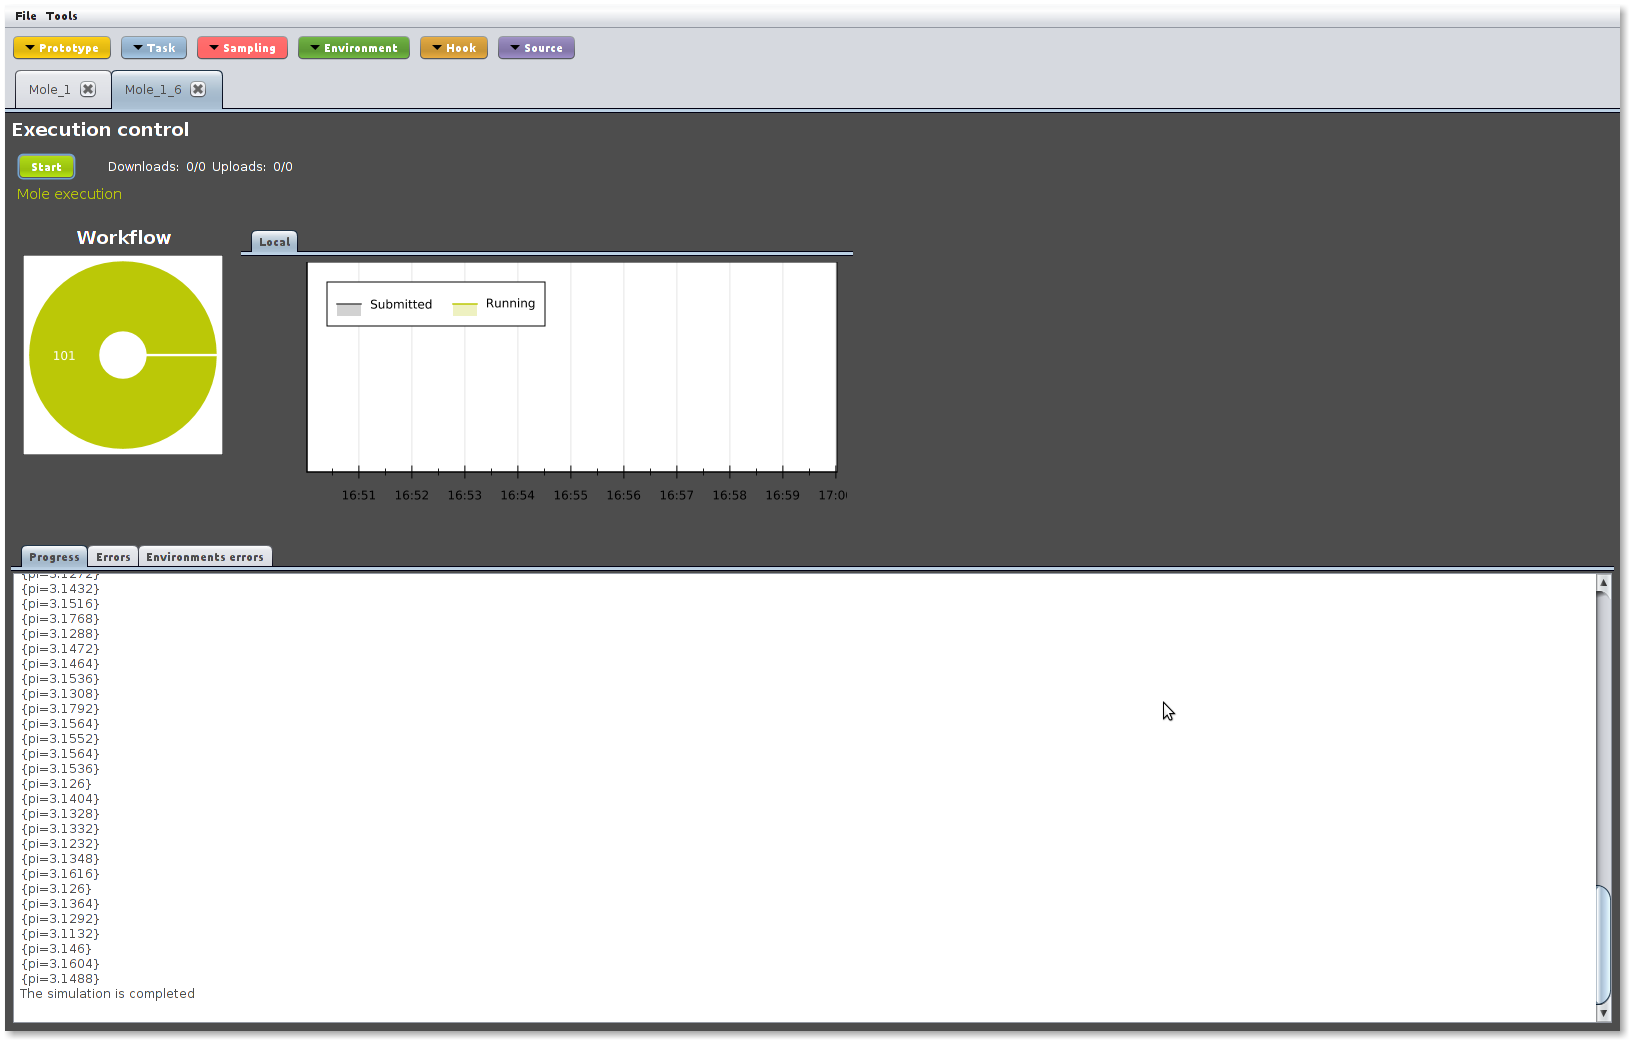 File Tools
Prototype Task Sampling Environment Hook Source
Mole_1 Mole_1_6
Execution control
Start Downloads: 0/0 Uploads: 0/0
Mole execution
Workflow
Local
101
Submitted Running
16:51 16:52 16:53 16:54 16:55 16:56 16:57 16:58 16:59
Progress Errors Environments errors
{pi=3.1272}
{pi=3.1432}
{pi=3.1516}
{pi=3.1768}
{pi=3.1288}
{pi=3.1472}
{pi=3.1464}
{pi=3.1536}
{pi=3.1308}
{pi=3.1792}
{pi=3.1564}
{pi=3.1552}
{pi=3.1564}
{pi=3.1536}
{pi=3.126}
{pi=3.1404}
{pi=3.1328}
{pi=3.1332}
{pi=3.1232}
{pi=3.1348}
{pi=3.1616}
{pi=3.126}
{pi=3.1364}
{pi=3.1292}
{pi=3.1132}
{pi=3.146}
{pi=3.1604}
{pi=3.1488}
The simulation is completed